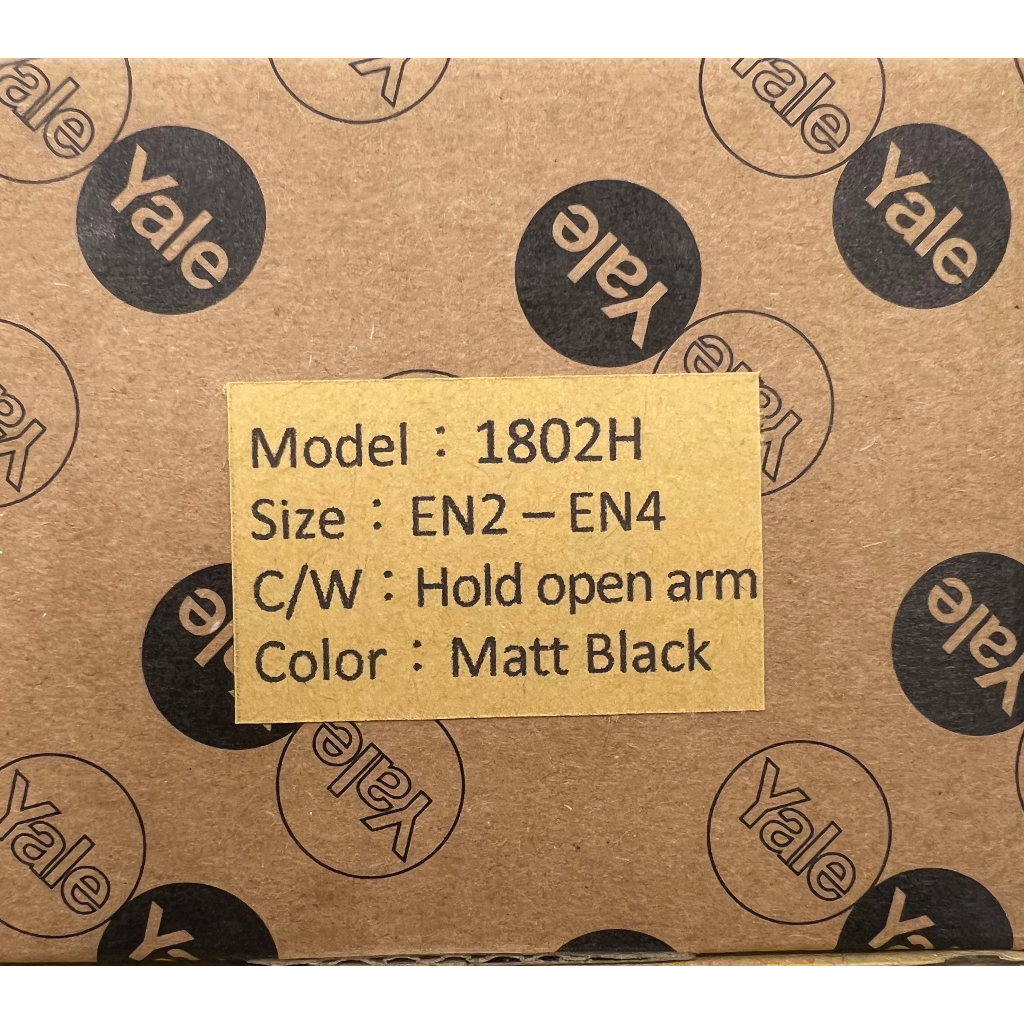 Yale
Yale
Yale
Yale
Yale
Yale
Yale
Model : 1802H
Size : EN2 – EN4
C/W : Hold open arm
Color : Matt Black
Yale
Yale
Yale
Yale